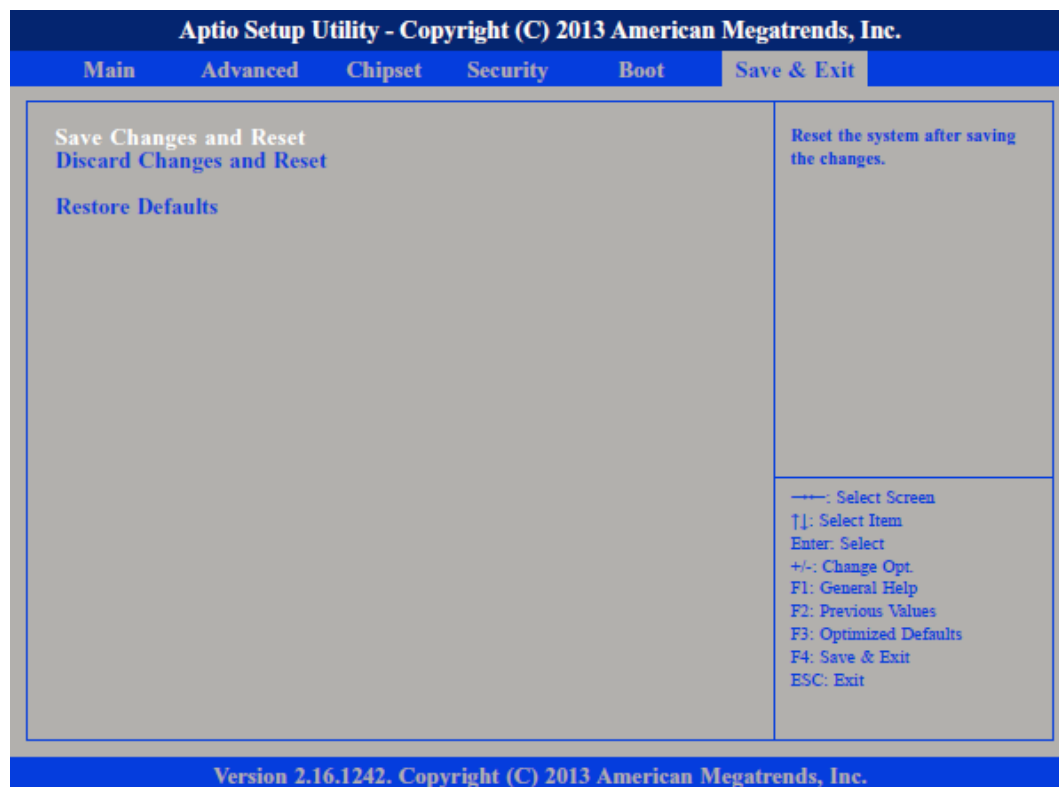 Aptio Setup Utility - Copyright (C) 2013 American Megatrends, Inc.
Main Advanced Chipset Security Boot Save & Exit
Save Changes and Reset
Discard Changes and Reset
Restore Defaults
Reset the system after saving
the changes.
→←: Select Screen
↑↓: Select Item
Enter: Select
+/-: Change Opt.
F1: General Help
F2: Previous Values
F3: Optimized Defaults
F4: Save & Exit
ESC: Exit
Version 2.16.1242. Copyright (C) 2013 American Megatrends, Inc.